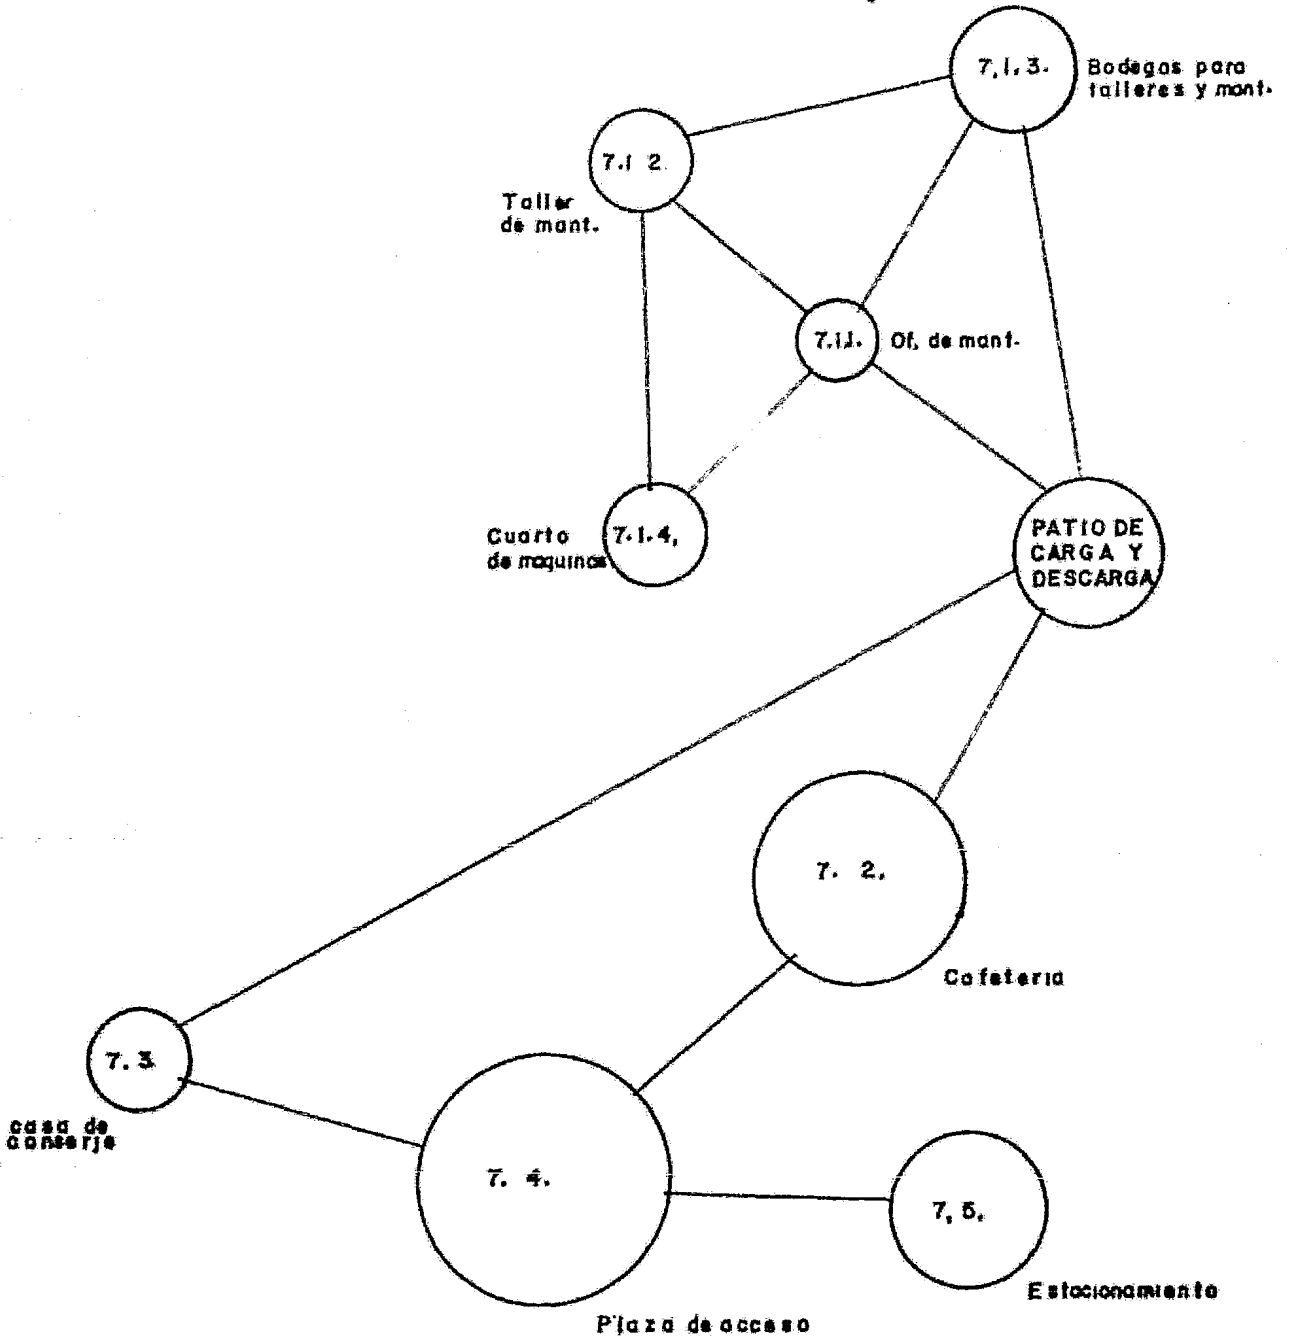 7.1.3.
Bodegas para
talleres y mant.
7.1 2.
Taller
de mant.
7.1.1.
Of. de mant.
7.1.4.
Cuarto
de maquinas
PATIO DE
CARGA Y
DESCARGA
7. 2.
Cafeteria
7. 3.
casa de
conserje
7. 4.
7, 5.
Estacionamiento
Plaza de acceso